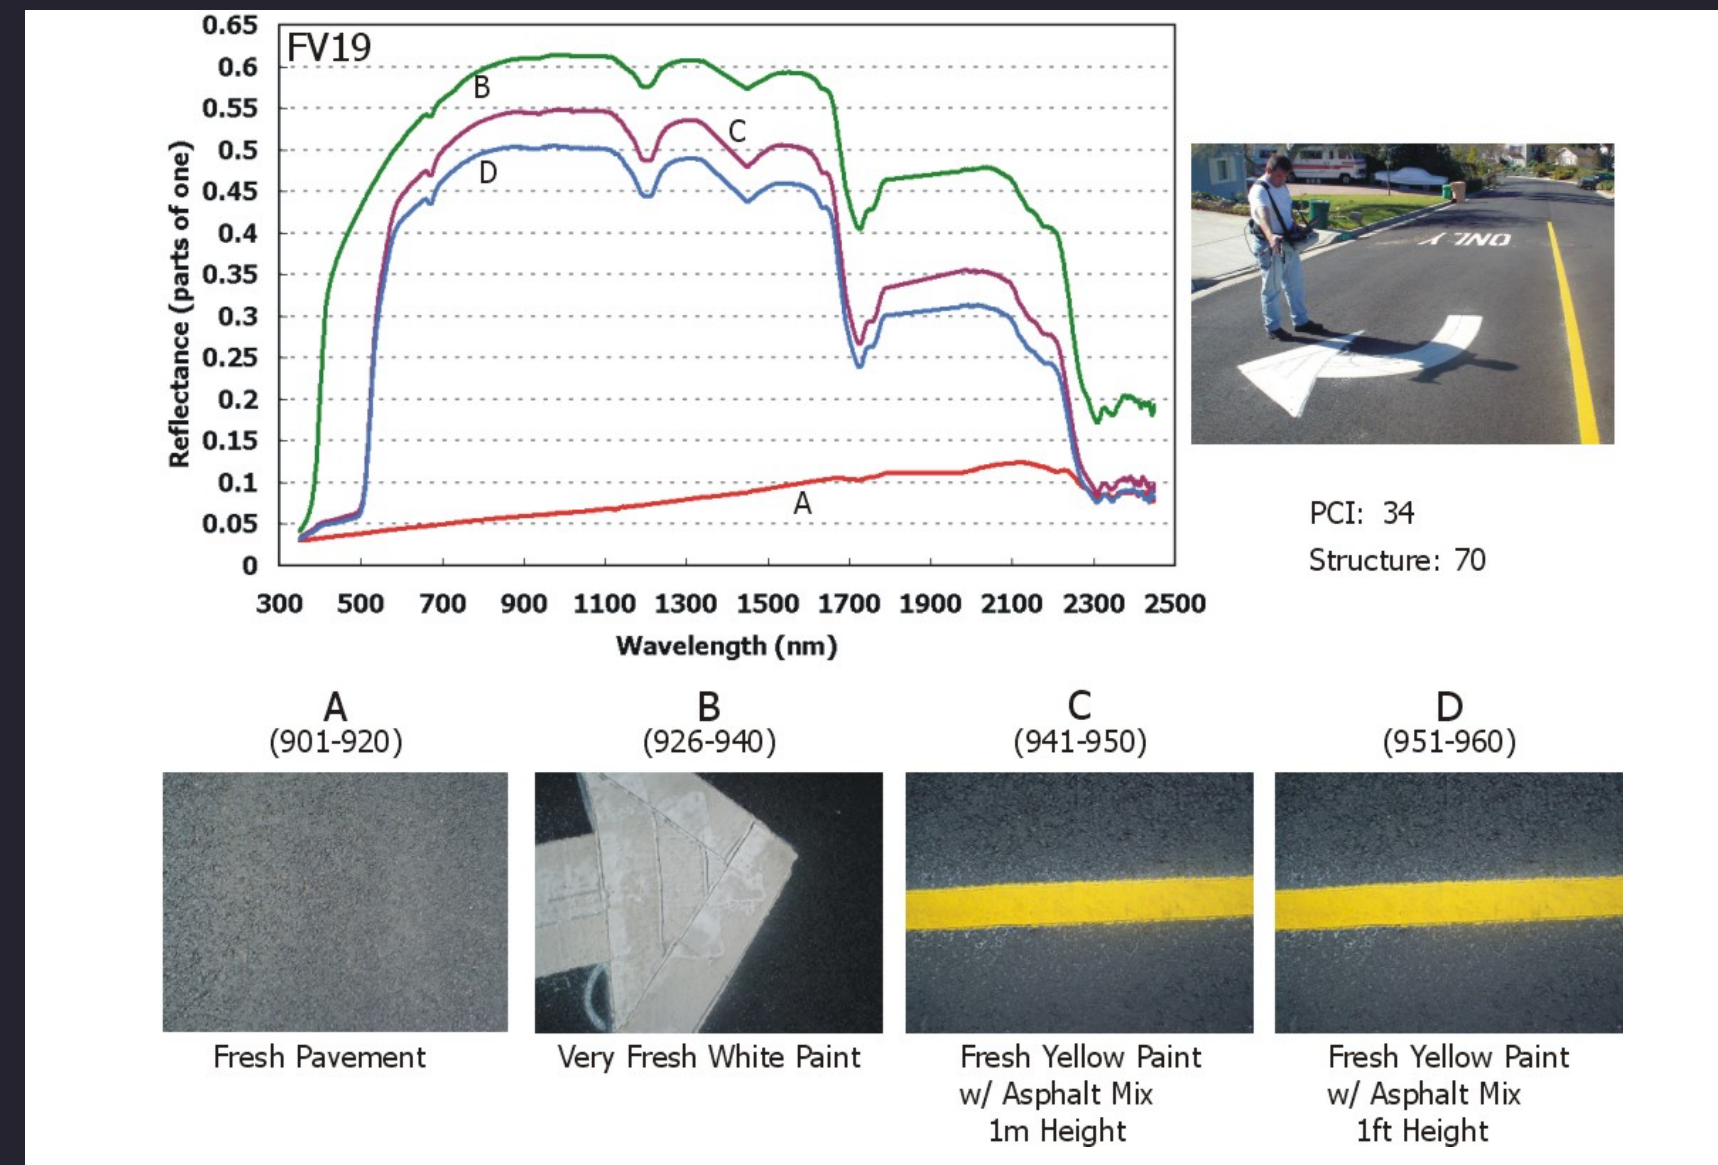 FV19
Reflectance (parts of one)
0.65
0.6
0.55
0.5
0.45
0.4
0.35
0.3
0.25
0.2
0.15
0.1
0.05
0
B
C
D
A
300 500 700 900 1100 1300 1500 1700 1900 2100 2300 2500
Wavelength (nm)
ONLY
PCI: 34
Structure: 70
A
(901-920)
Fresh Pavement
B
(926-940)
Very Fresh White Paint
C
(941-950)
Fresh Yellow Paint
w/ Asphalt Mix
1m Height
D
(951-960)
Fresh Yellow Paint
w/ Asphalt Mix
1ft Height